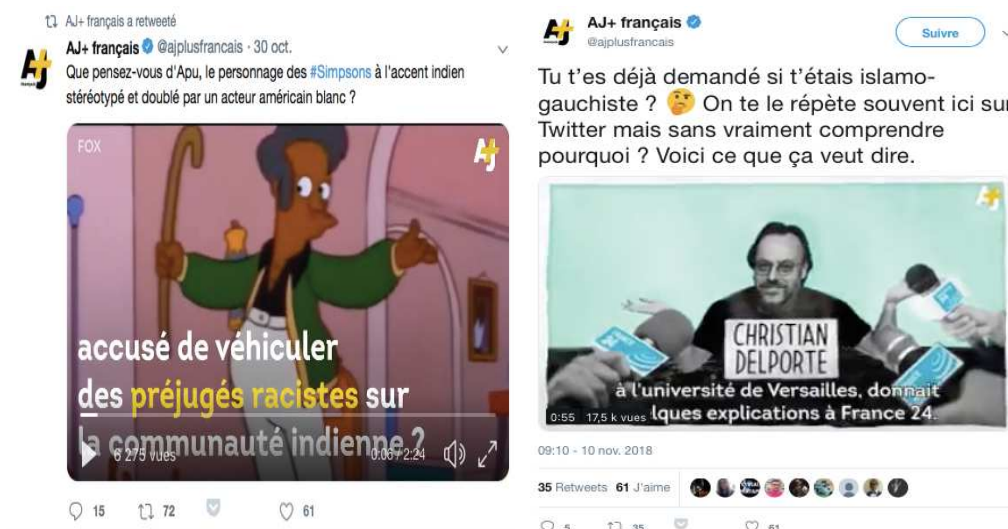 AJ+ français a retweeté
AJ+ français @ajplusfrancais · 30 oct.
Que pensez-vous d'Apu, le personnage des #Simpsons à l'accent indien
stéréotypé et doublé par un acteur américain blanc ?
FOX
accusé de véhiculer
des préjugés racistes sur
la communauté indienne ?
6 275 vues
0:06 / 2:24
15 72 61
AJ+ français
@ajplusfrancais
Suivre
Tu t'es déjà demandé si t'étais islamo-
gauchiste ? 🤔 On te le répète souvent ici sur
Twitter mais sans vraiment comprendre
pourquoi ? Voici ce que ça veut dire.
CHRISTIAN
DELPORTE
à l'université de Versailles, donnait
lques explications à France 24.
0:55 17,5 k vues
09:10 - 10 nov. 2018
35 Retweets 61 J'aime
5 35 61